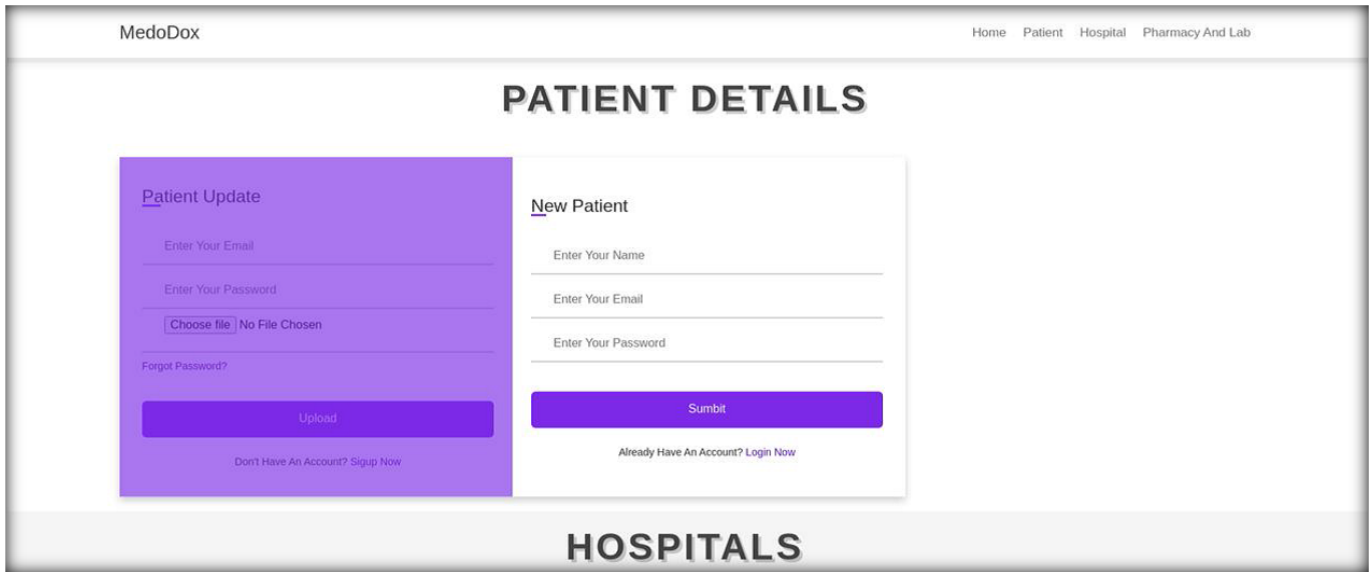 MedoDox
Home Patient Hospital Pharmacy And Lab
PATIENT DETAILS
Patient Update
Enter Your Email
Enter Your Password
Choose file No File Chosen
Forgot Password?
Upload
Don't Have An Account? Sigup Now
New Patient
Enter Your Name
Enter Your Email
Enter Your Password
Sumbit
Already Have An Account? Login Now
HOSPITALS